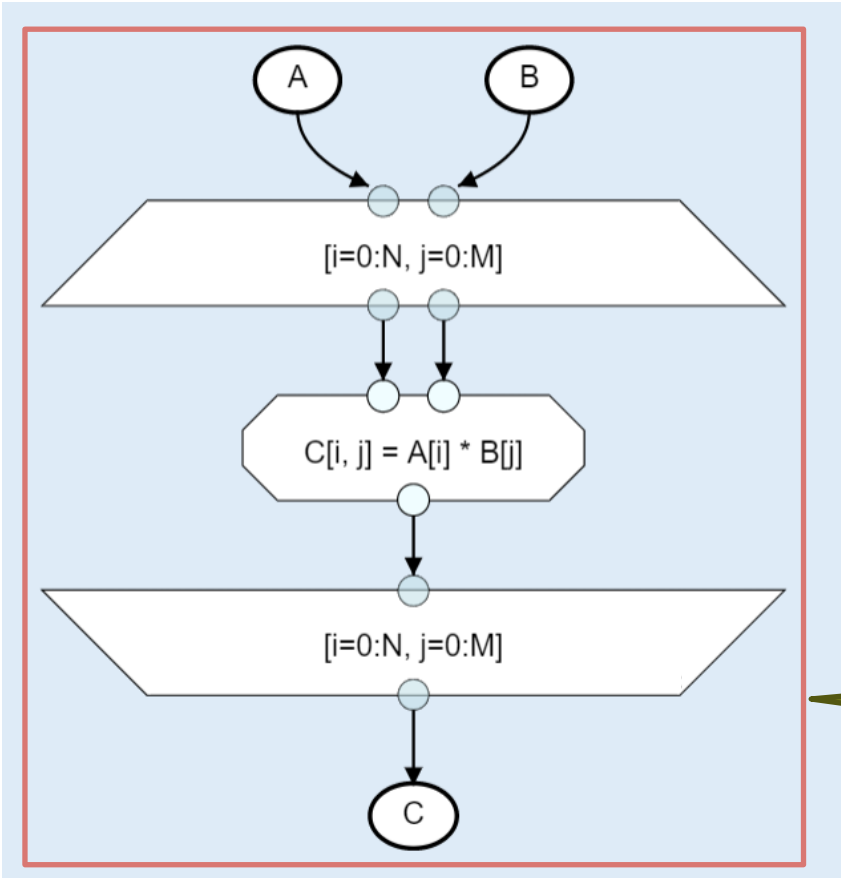 A
B
[i=0:N, j=0:M]
C[i, j] = A[i] * B[j]
[i=0:N, j=0:M]
C